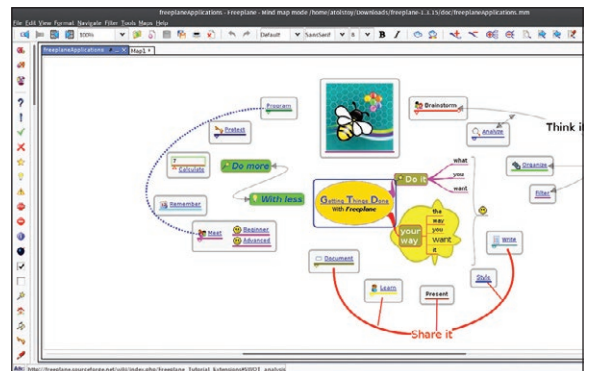 freeplaneApplications - Freeplane - Mind map mode /home/atolstoy/Downloads/freeplane-1.3.15/doc/freeplaneApplications.mm
File Edit View Format Navigate Filter Tools Maps Help
100% Default SansSerif 8 B I
freeplaneApplications Map1
Program
Brainstorm
Think it
Pretest
Analyze
7
Calculate
Do more
Do it
what
you
want
Organize
With less
Getting Things Done
With Freeplane
Filter
Remember
Meet
Beginner
Advanced
your
way
the
way
you
want
it
Write
Document
Style
Learn
Present
Share it